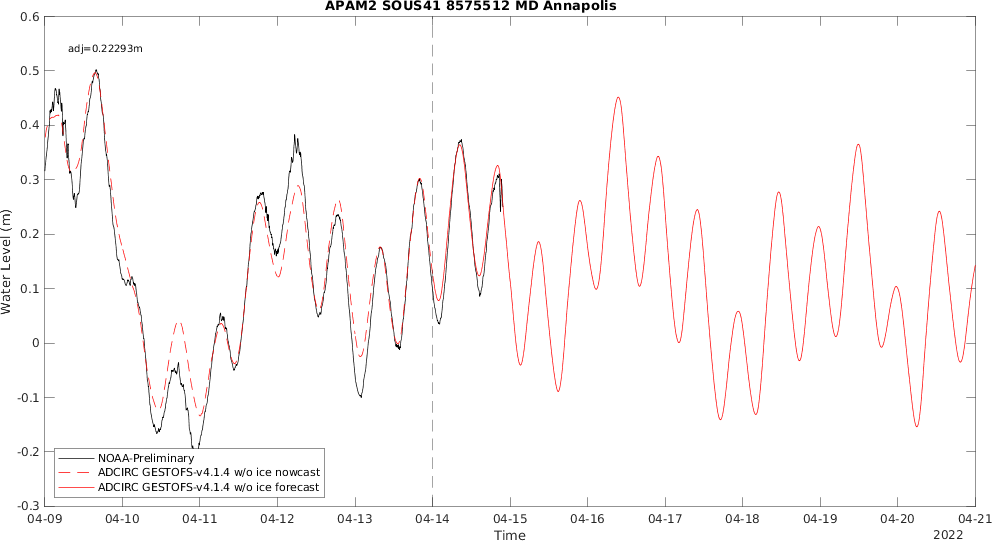 APAM2 SOUS41 8575512 MD Annapolis
adj=0.22293m
0.6
0.5
0.4
0.3
0.2
0.1
0
-0.1
-0.2
-0.3
Water Level (m)
NOAA-Preliminary
ADCIRC GESTOFS-v4.1.4 w/o ice nowcast
ADCIRC GESTOFS-v4.1.4 w/o ice forecast
04-09 04-10 04-11 04-12 04-13 04-14 04-15 04-16 04-17 04-18 04-19 04-20 04-21
Time
2022